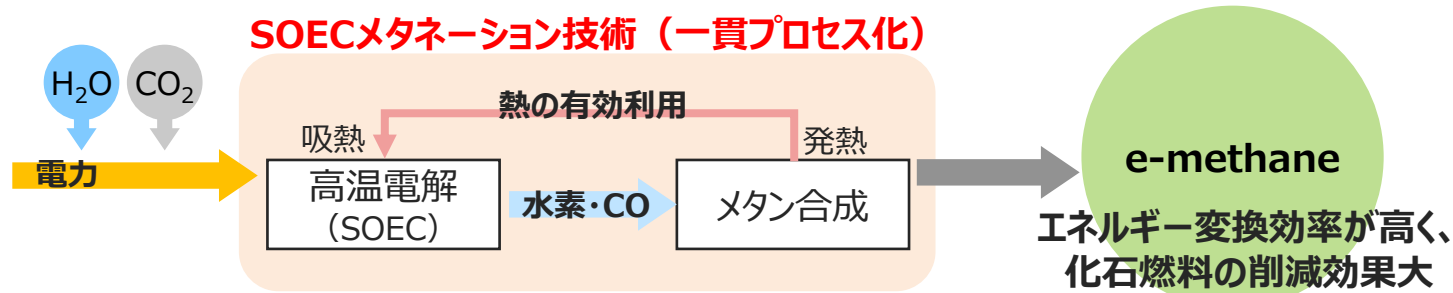 SOECメタネーション技術（一貫プロセス化）
H₂O
CO₂
熱の有効利用
吸熱
発熱
電力
高温電解
（SOEC）
水素・CO
メタン合成
e-methane
エネルギー変換効率が高く、
化石燃料の削減効果大